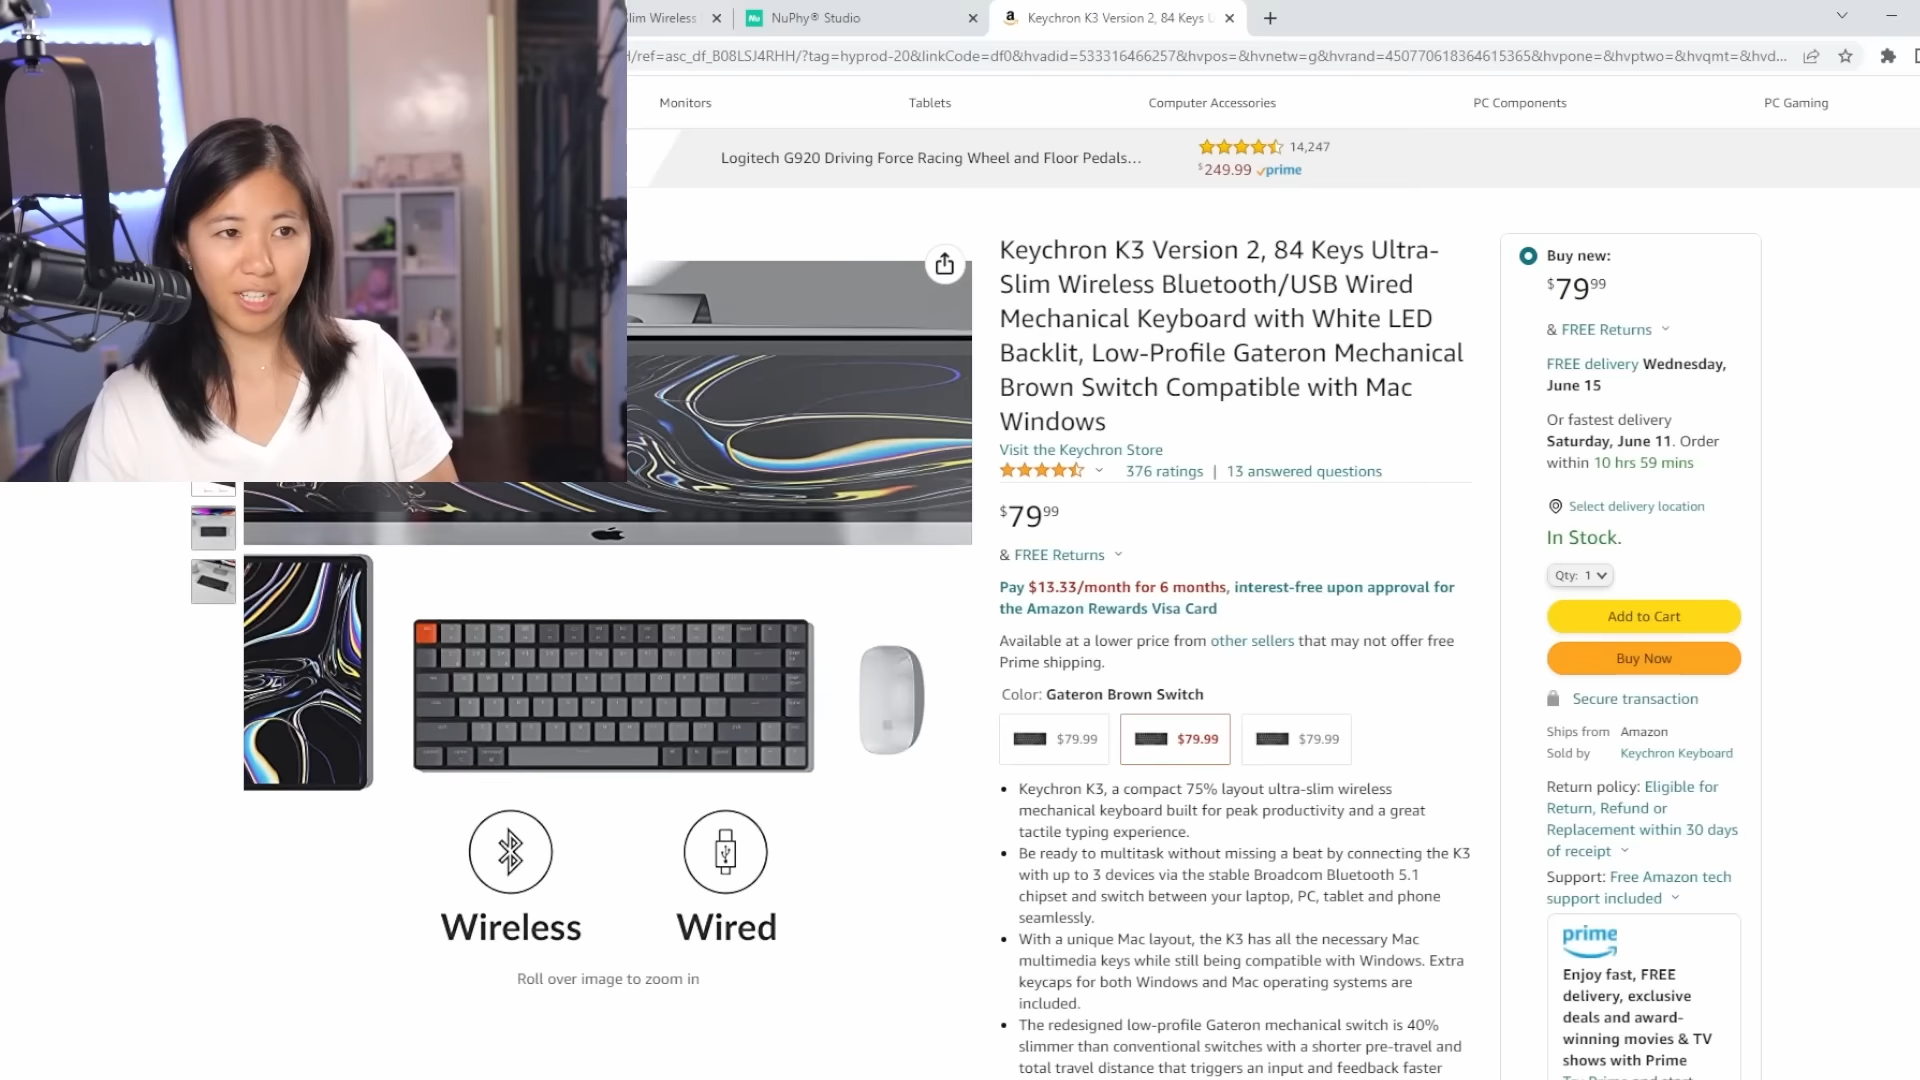 lim Wireless
NuPhy® Studio
Keychron K3 Version 2, 84 Keys U
/ref=asc_df_B08LSJ4RHH/?tag=hyprod-20&linkCode=df0&hvadid=533316466257&hvpos=&hvnetw=g&hvrand=4507706183646153​65&hvpone=&hvptwo=&hvqmt=&hvd...
Monitors
Tablets
Computer Accessories
PC Components
PC Gaming
Logitech G920 Driving Force Racing Wheel and Floor Pedals…
14,247
$249.99 prime
Keychron K3 Version 2, 84 Keys Ultra-
Slim Wireless Bluetooth/USB Wired
Mechanical Keyboard with White LED
Backlit, Low-Profile Gateron Mechanical
Brown Switch Compatible with Mac
Windows
Visit the Keychron Store
376 ratings | 13 answered questions
$7999
& FREE Returns
Pay $13.33/month for 6 months, interest-free upon approval for
the Amazon Rewards Visa Card
Available at a lower price from other sellers that may not offer free
Prime shipping.
Color: Gateron Brown Switch
$79.99
$79.99
$79.99
• Keychron K3, a compact 75% layout ultra-slim wireless
mechanical keyboard built for peak productivity and a great
tactile typing experience.
• Be ready to multitask without missing a beat by connecting the K3
with up to 3 devices via the stable Broadcom Bluetooth 5.1
chipset and switch between your laptop, PC, tablet and phone
seamlessly.
• With a unique Mac layout, the K3 has all the necessary Mac
multimedia keys while still being compatible with Windows. Extra
keycaps for both Windows and Mac operating systems are
included.
• The redesigned low-profile Gateron mechanical switch is 40%
slimmer than conventional switches with a shorter pre-travel and
total travel distance that triggers an input and feedback faster
Wireless
Wired
Roll over image to zoom in
Buy new:
$7999
& FREE Returns
FREE delivery Wednesday,
June 15
Or fastest delivery
Saturday, June 11. Order
within 10 hrs 59 mins
Select delivery location
In Stock.
Qty: 1
Add to Cart
Buy Now
Secure transaction
Ships from Amazon
Sold by Keychron Keyboard
Return policy: Eligible for
Return, Refund or
Replacement within 30 days
of receipt
Support: Free Amazon tech
support included
prime
Enjoy fast, FREE
delivery, exclusive
deals and award-
winning movies & TV
shows with Prime